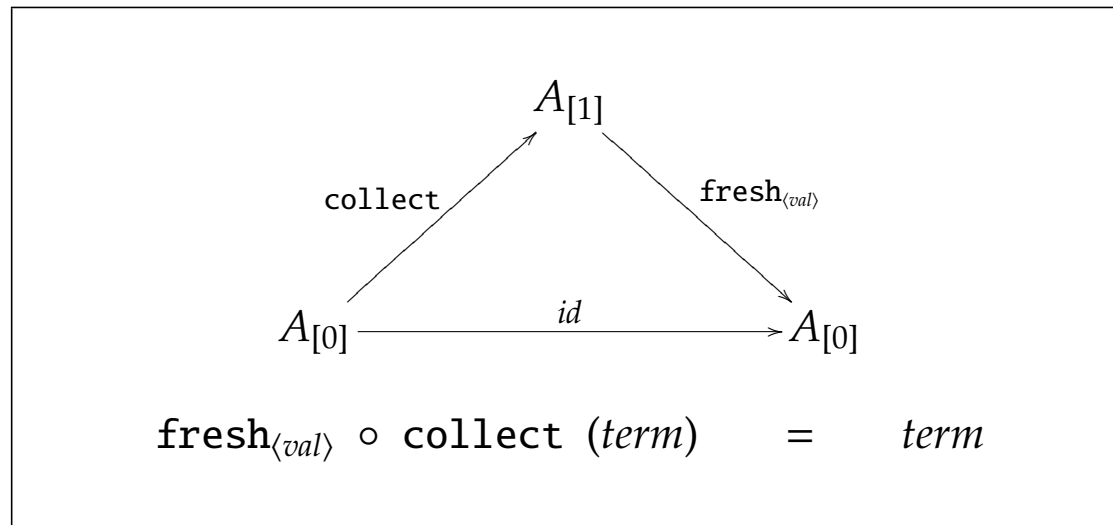 A[1]
collect fresh⟨val⟩
A[0] id A[0]
fresh⟨val⟩ ∘ collect (term) = term